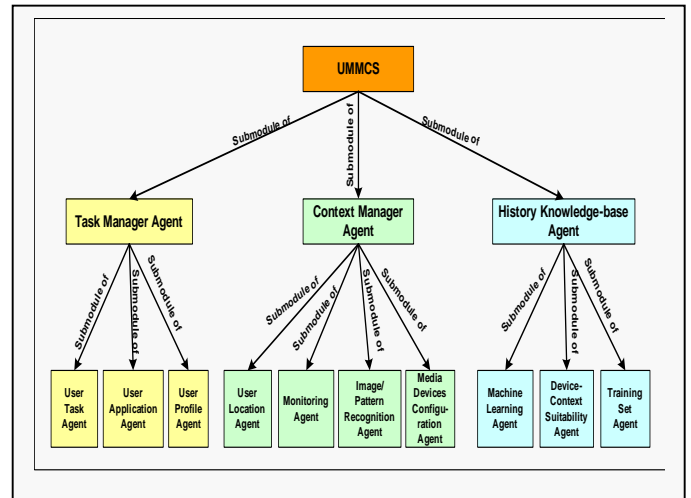 UMMCS
Submodule of
Submodule of
Submodule of
Task Manager Agent
Context Manager
Agent
History Knowledge-base
Agent
Submodule of
Submodule of
Submodule of
Submodule of
Submodule of
Submodule of
Submodule of
Submodule of
Submodule of
Submodule of
User
Task
Agent
User
Application
Agent
User
Profile
Agent
User
Location
Agent
Monitoring
Agent
Image/
Pattern
Recognition
Agent
Media
Devices
Configu-
ration Agent
Machine
Learning
Agent
Device-
Context
Suitability
Agent
Training
Set
Agent